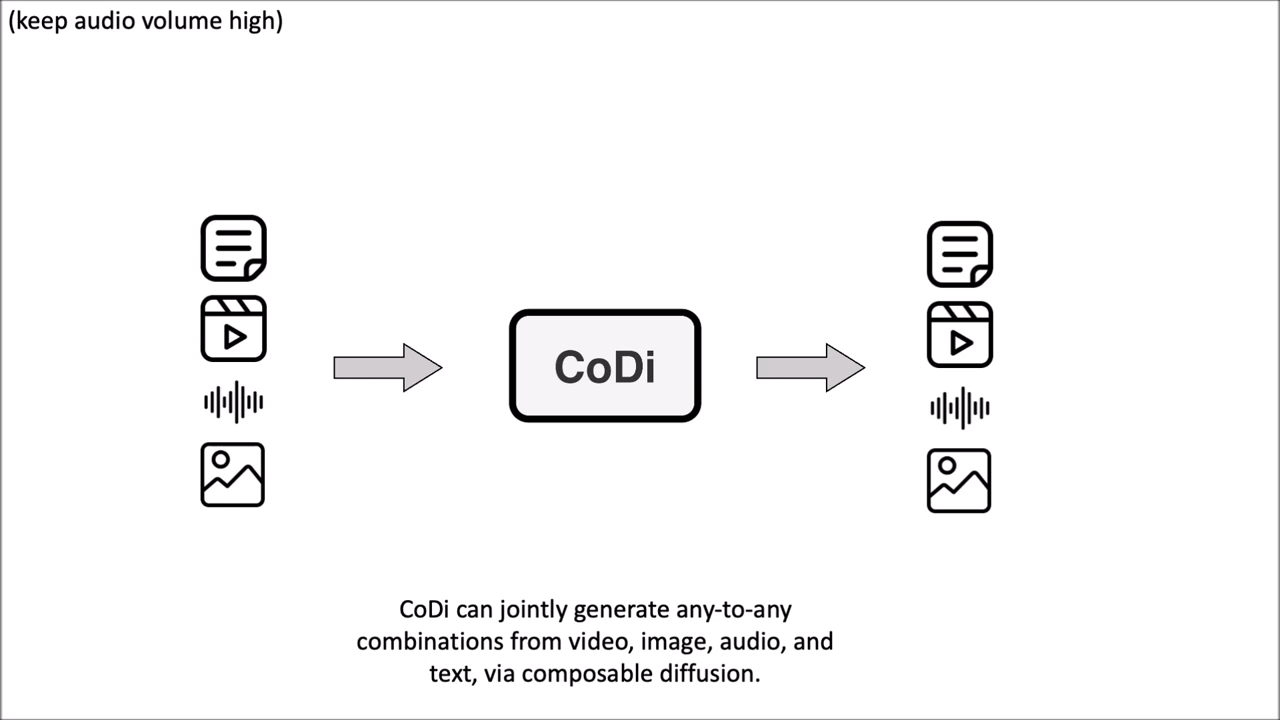 (keep audio volume high)
CoDi
CoDi can jointly generate any-to-any
combinations from video, image, audio, and
text, via composable diffusion.